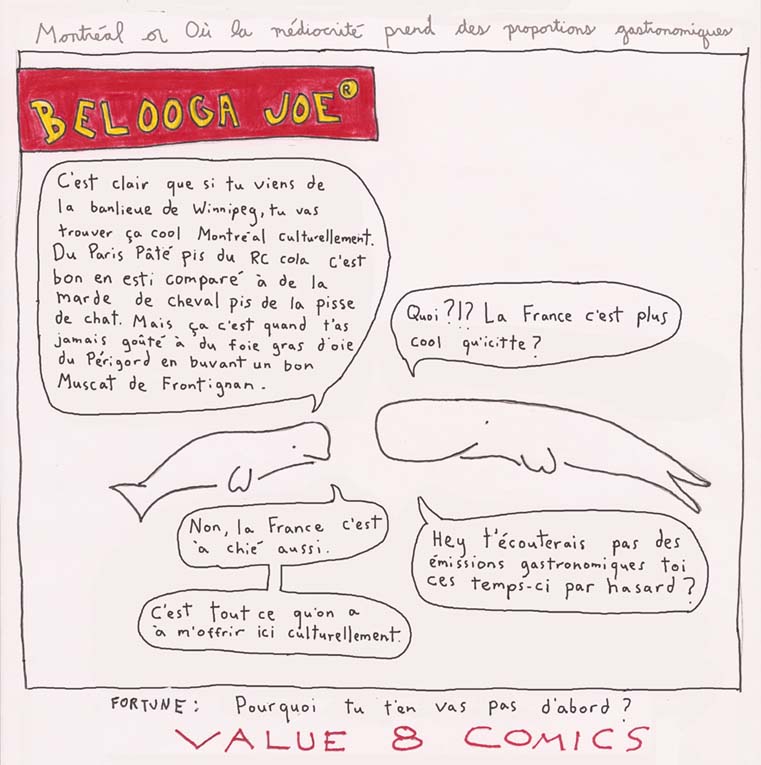 Montréal or Où la médiocrité prend des proportions gastronomiques
BELOOGA JOE®
C'est clair que si tu viens de
la banlieue de Winnipeg, tu vas
trouver ça cool Montréal culturellement.
Du Paris Pâté pis du RC cola c'est
bon en esti comparé à de la
marde de cheval pis de la pisse
de chat. Mais ça c'est quand t'as
jamais goûté à du foie gras d'oie
du Périgord en buvant un bon
Muscat de Frontignan.
Quoi?!? La France c'est plus
cool qu'icitte?
Non, la France c'est
à chié aussi.
C'est tout ce qu'on a
à m'offrir ici culturellement.
Hey t'écouterais pas des
émissions gastronomiques toi
ces temps-ci par hasard?
FORTUNE: Pourquoi tu t'en vas pas d'abord?
VALUE 8 COMICS